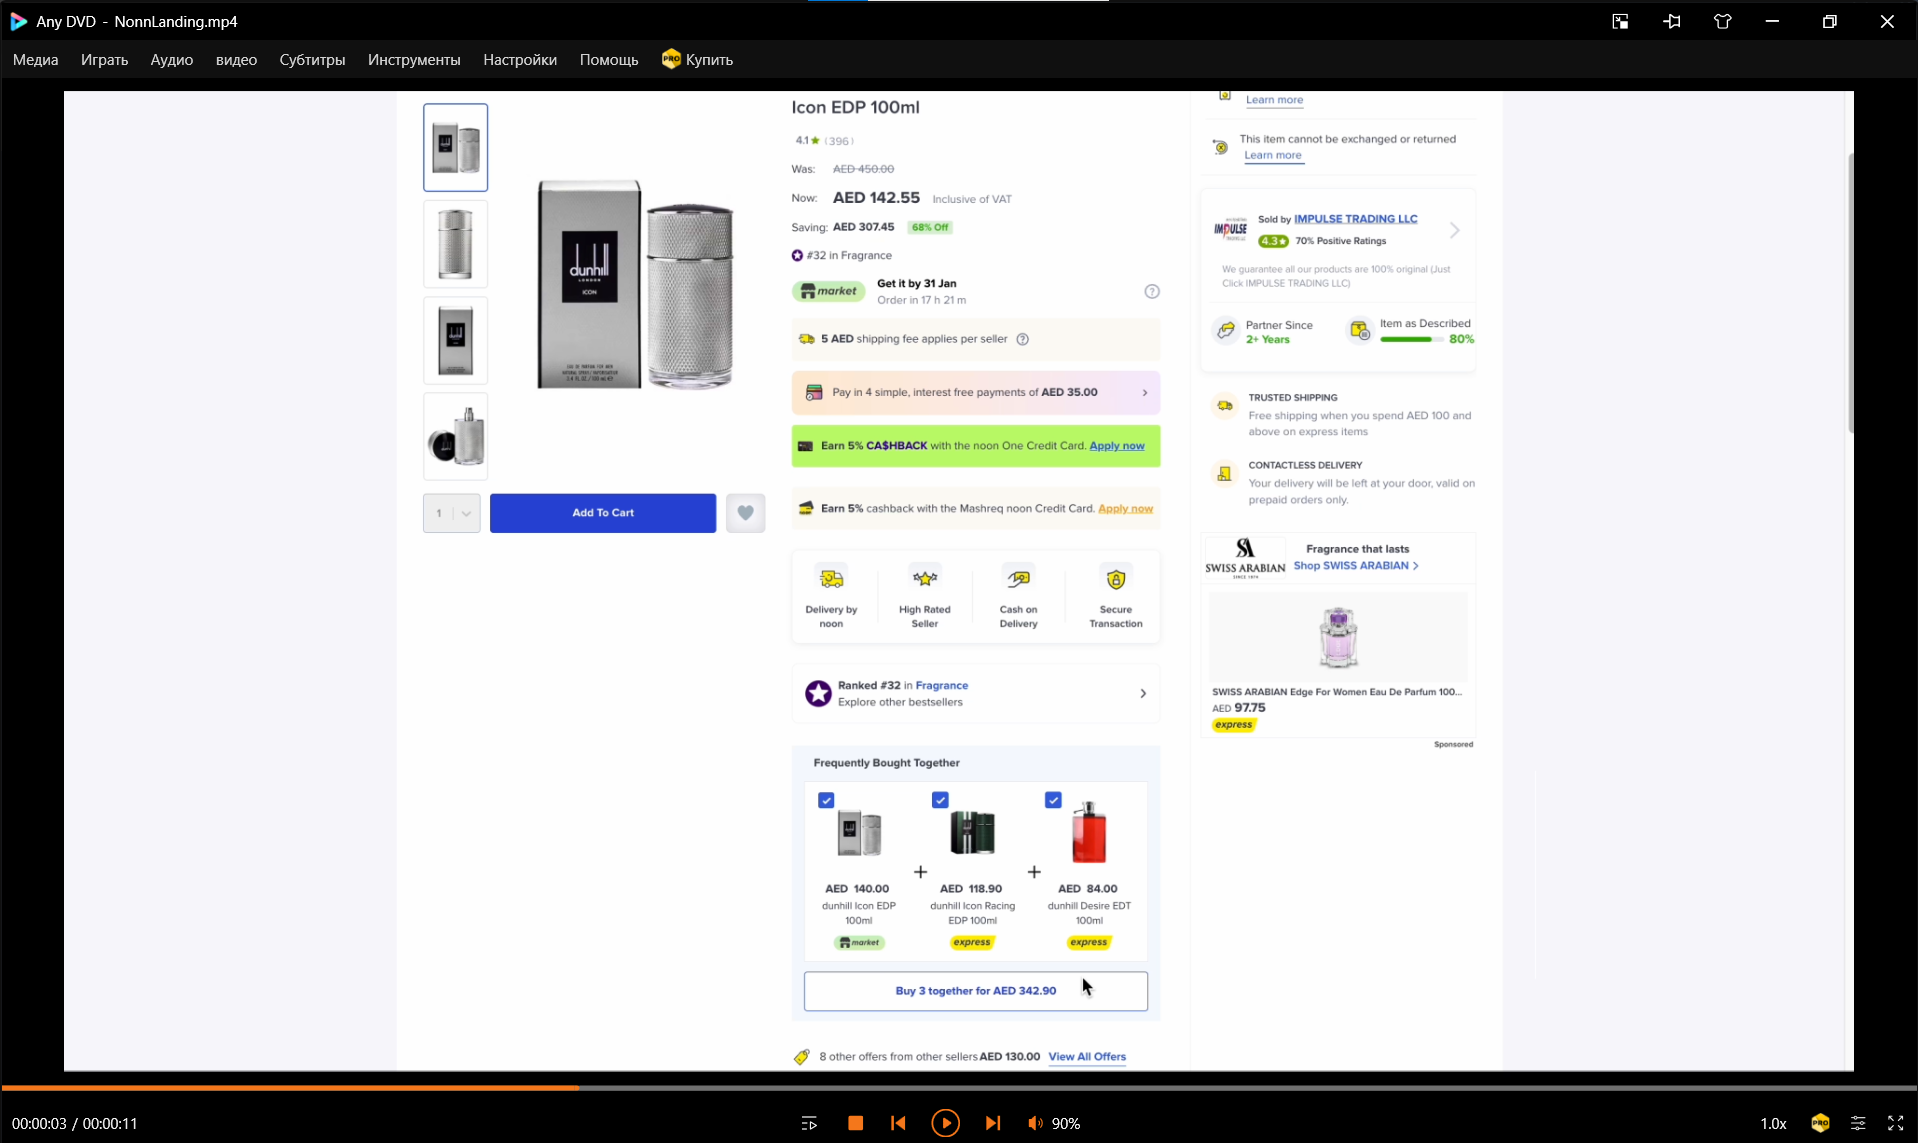 Any DVD - NonnLanding.mp4
Медиа Играть Аудио видео Субтитры Инструменты Настройки Помощь PRO Купить
Icon EDP 100ml
4.1 (396)
Was: AED 450.00
Now: AED 142.55 Inclusive of VAT
Saving: AED 307.45 68% Off
#32 in Fragrance
market Get it by 31 Jan
Order in 17 h 21 m
5 AED shipping fee applies per seller
Pay in 4 simple, interest free payments of AED 35.00
Earn 5% CA$HBACK with the noon One Credit Card. Apply now
Earn 5% cashback with the Mashreq noon Credit Card. Apply now
dunhill
LONDON
ICON
1
Add To Cart
Delivery by noon
High Rated Seller
Cash on Delivery
Secure Transaction
Ranked #32 in Fragrance
Explore other bestsellers
Frequently Bought Together
AED 140.00
dunhill Icon EDP
100ml
market
AED 118.90
dunhill Icon Racing
EDP 100ml
express
AED 84.00
dunhill Desire EDT
100ml
express
Buy 3 together for AED 342.90
8 other offers from other sellers AED 130.00 View All Offers
Learn more
This item cannot be exchanged or returned
Learn more
IMPULSE
Sold by IMPULSE TRADING LLC
4.3 70% Positive Ratings
We guarantee all our products are 100% original (Just
Click IMPULSE TRADING LLC)
Partner Since
2+ Years
Item as Described
80%
TRUSTED SHIPPING
Free shipping when you spend AED 100 and
above on express items
CONTACTLESS DELIVERY
Your delivery will be left at your door, valid on
prepaid orders only.
SWISS ARABIAN
SINCE 1974
Fragrance that lasts
Shop SWISS ARABIAN >
SWISS ARABIAN Edge For Women Eau De Parfum 100...
AED 97.75
express
Sponsored
00:00:03 / 00:00:11
90%
1.0x
PRO